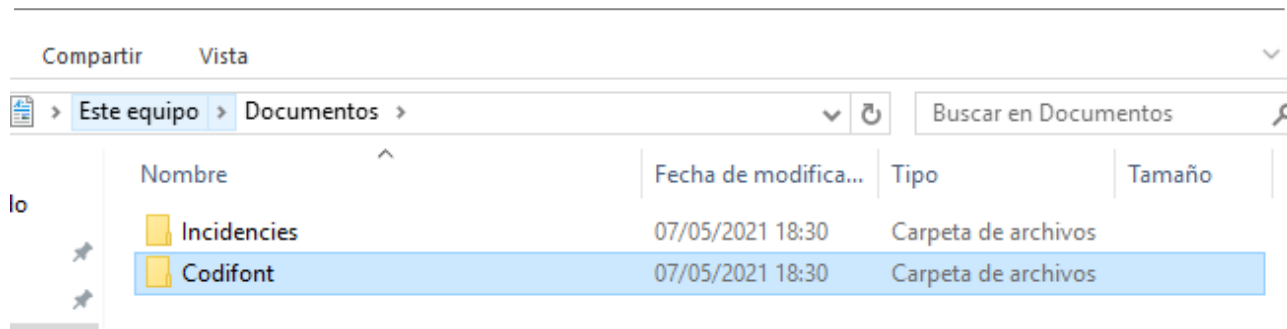 Compartir Vista
Este equipo > Documentos >
Buscar en Documentos
Nombre Fecha de modifica... Tipo Tamaño
lo
Incidencies 07/05/2021 18:30 Carpeta de archivos
Codifont 07/05/2021 18:30 Carpeta de archivos